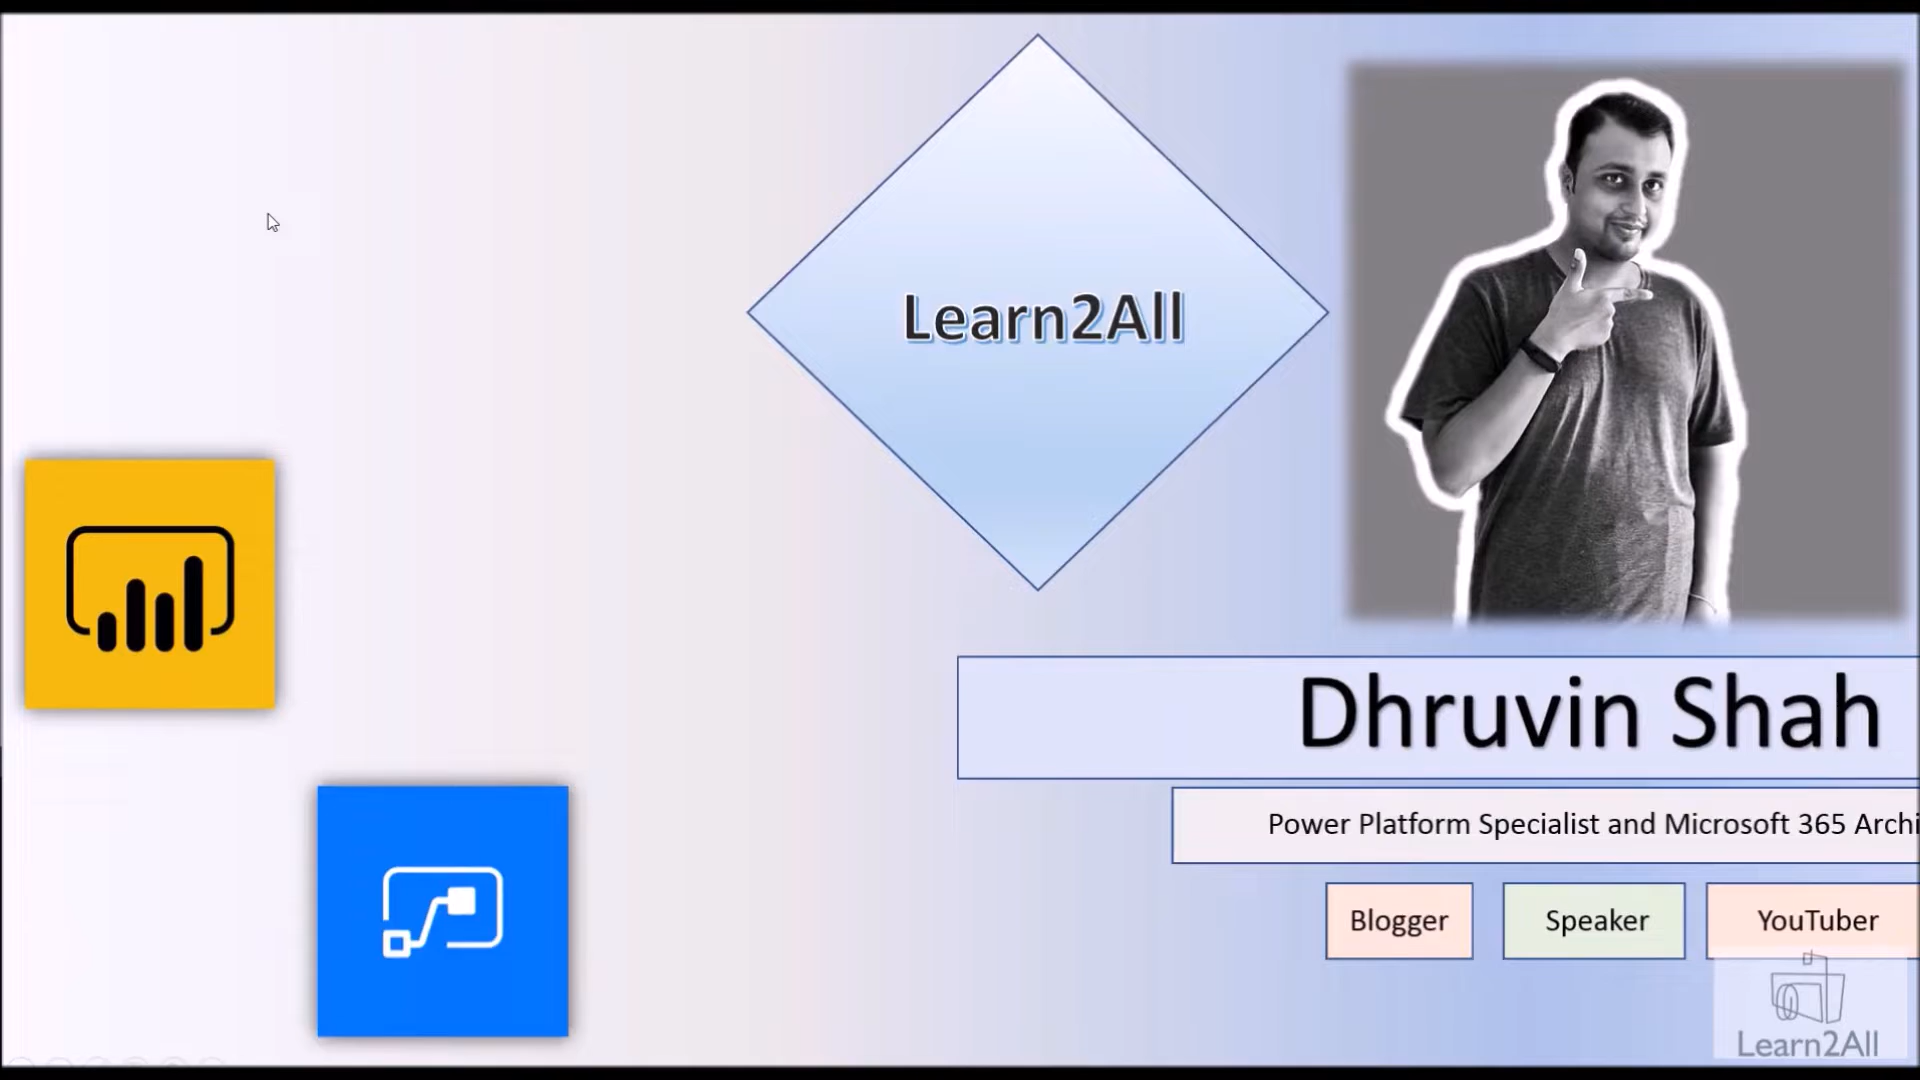 Learn2All
Dhruvin Shah
Power Platform Specialist and Microsoft 365 Archi
Blogger
Speaker
YouTuber
Learn2All